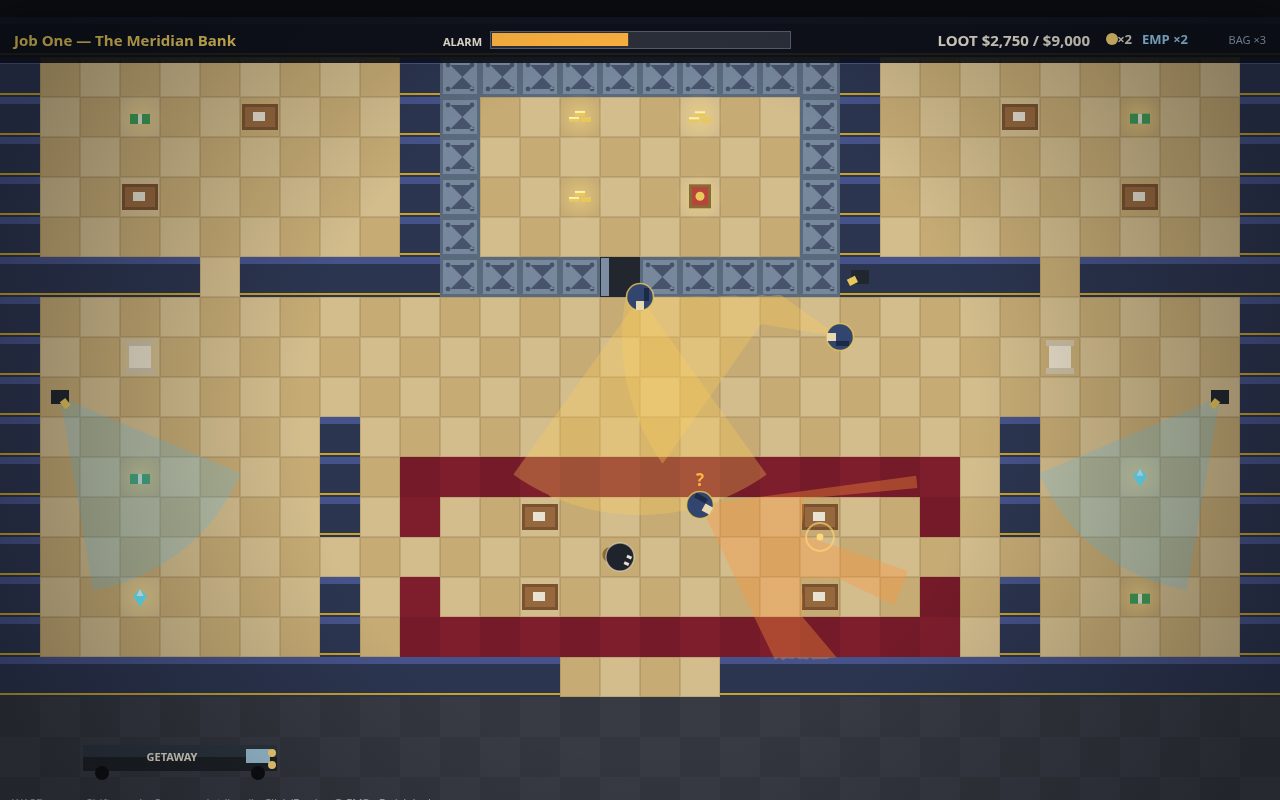 Job One — The Meridian Bank
ALARM
LOOT $2,750 / $9,000
×2
EMP ×2
BAG ×3
?
GETAWAY